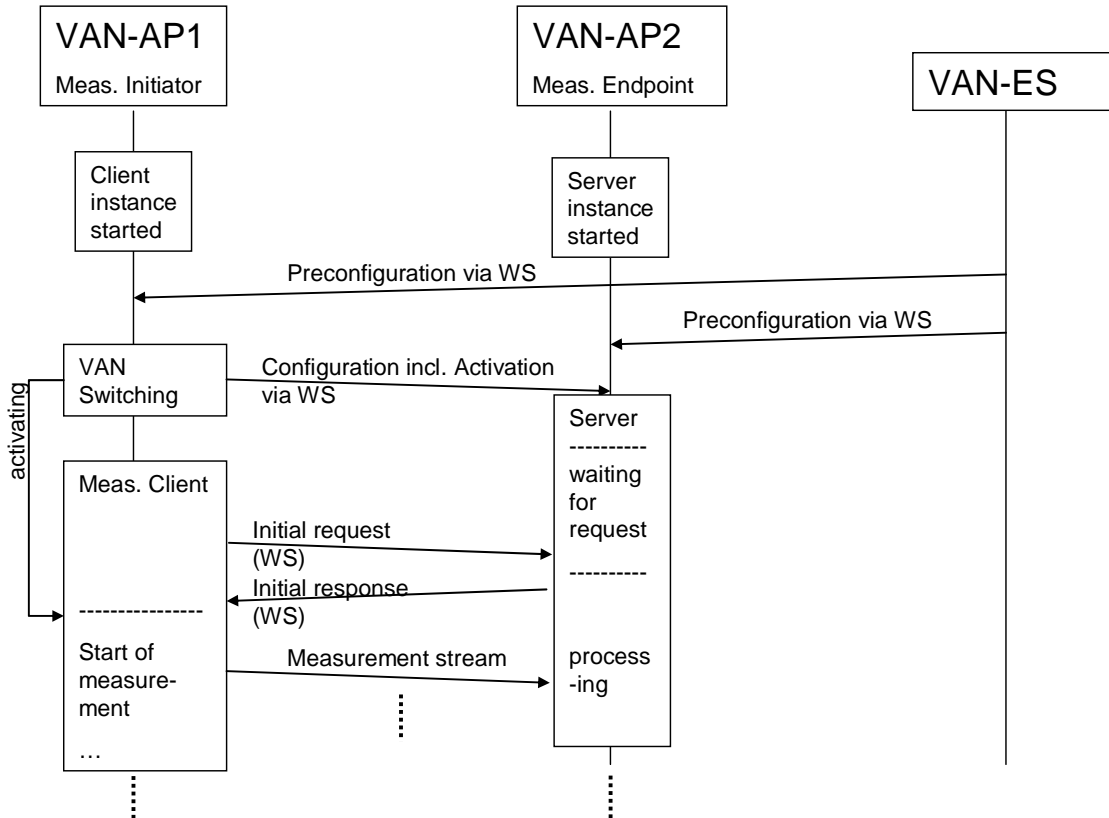 VAN-AP1
Meas. Initiator
VAN-AP2
Meas. Endpoint
VAN-ES
Client
instance
started
Server
instance
started
Preconfiguration via WS
Preconfiguration via WS
VAN
Switching
Configuration incl. Activation
via WS
activating
Server
----------
waiting
for
request
----------
process
-ing
Meas. Client
-----------------
Start of
measure-
ment
…
Initial request
(WS)
Initial response
(WS)
Measurement stream